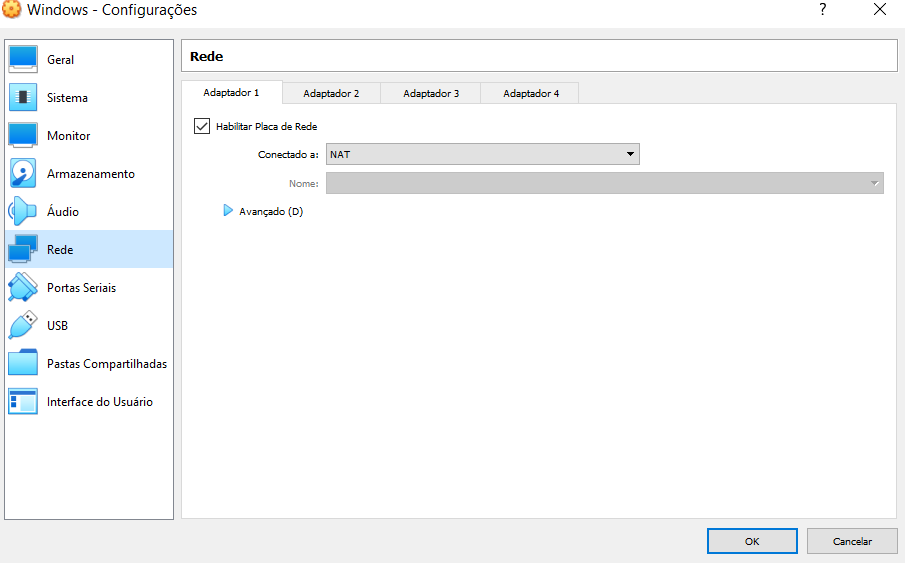 Windows - Configurações
?
Geral
Sistema
Monitor
Armazenamento
Áudio
Rede
Portas Seriais
USB
Pastas Compartilhadas
Interface do Usuário
Rede
Adaptador 1 Adaptador 2 Adaptador 3 Adaptador 4
Habilitar Placa de Rede
Conectado a: NAT
Nome:
Avançado (D)
OK Cancelar